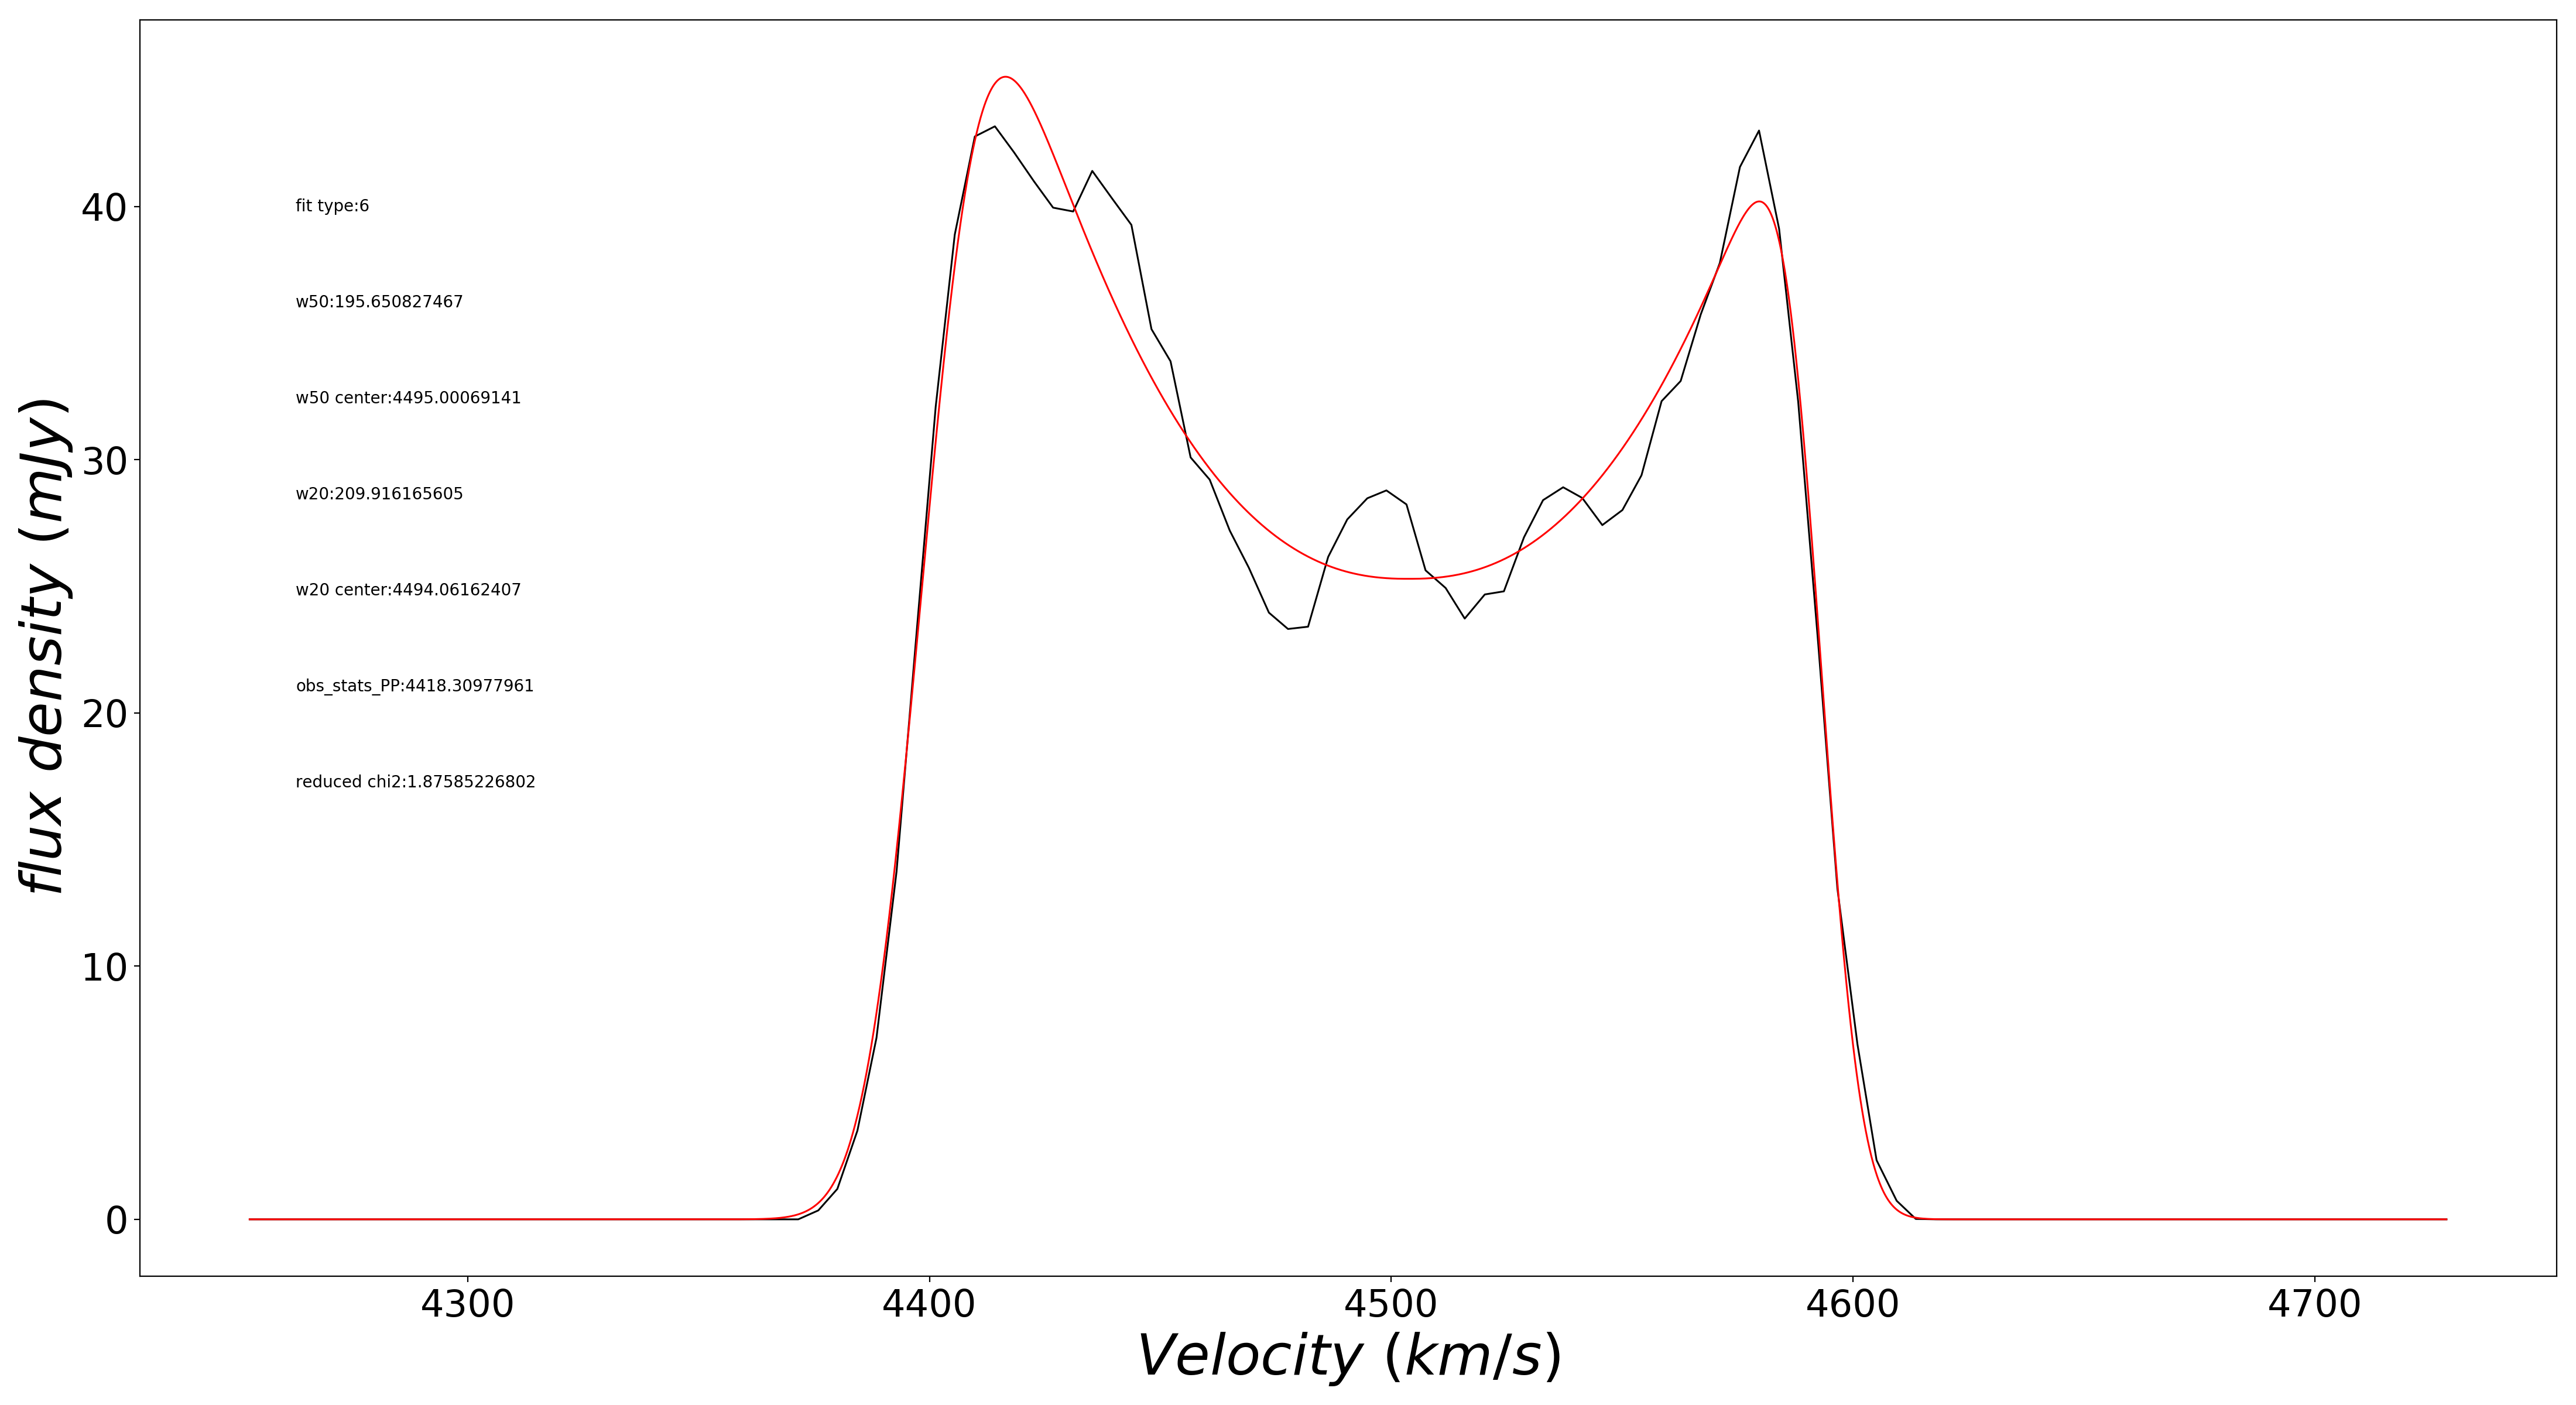 flux density (mJy)
40
30
20
10
0
fit type:6
w50:195.650827467
w50 center:4495.00069141
w20:209.916165605
w20 center:4494.06162407
obs_stats_PP:4418.30977961
reduced chi2:1.87585226802
4300 4400 4500 4600 4700
Velocity (km/s)